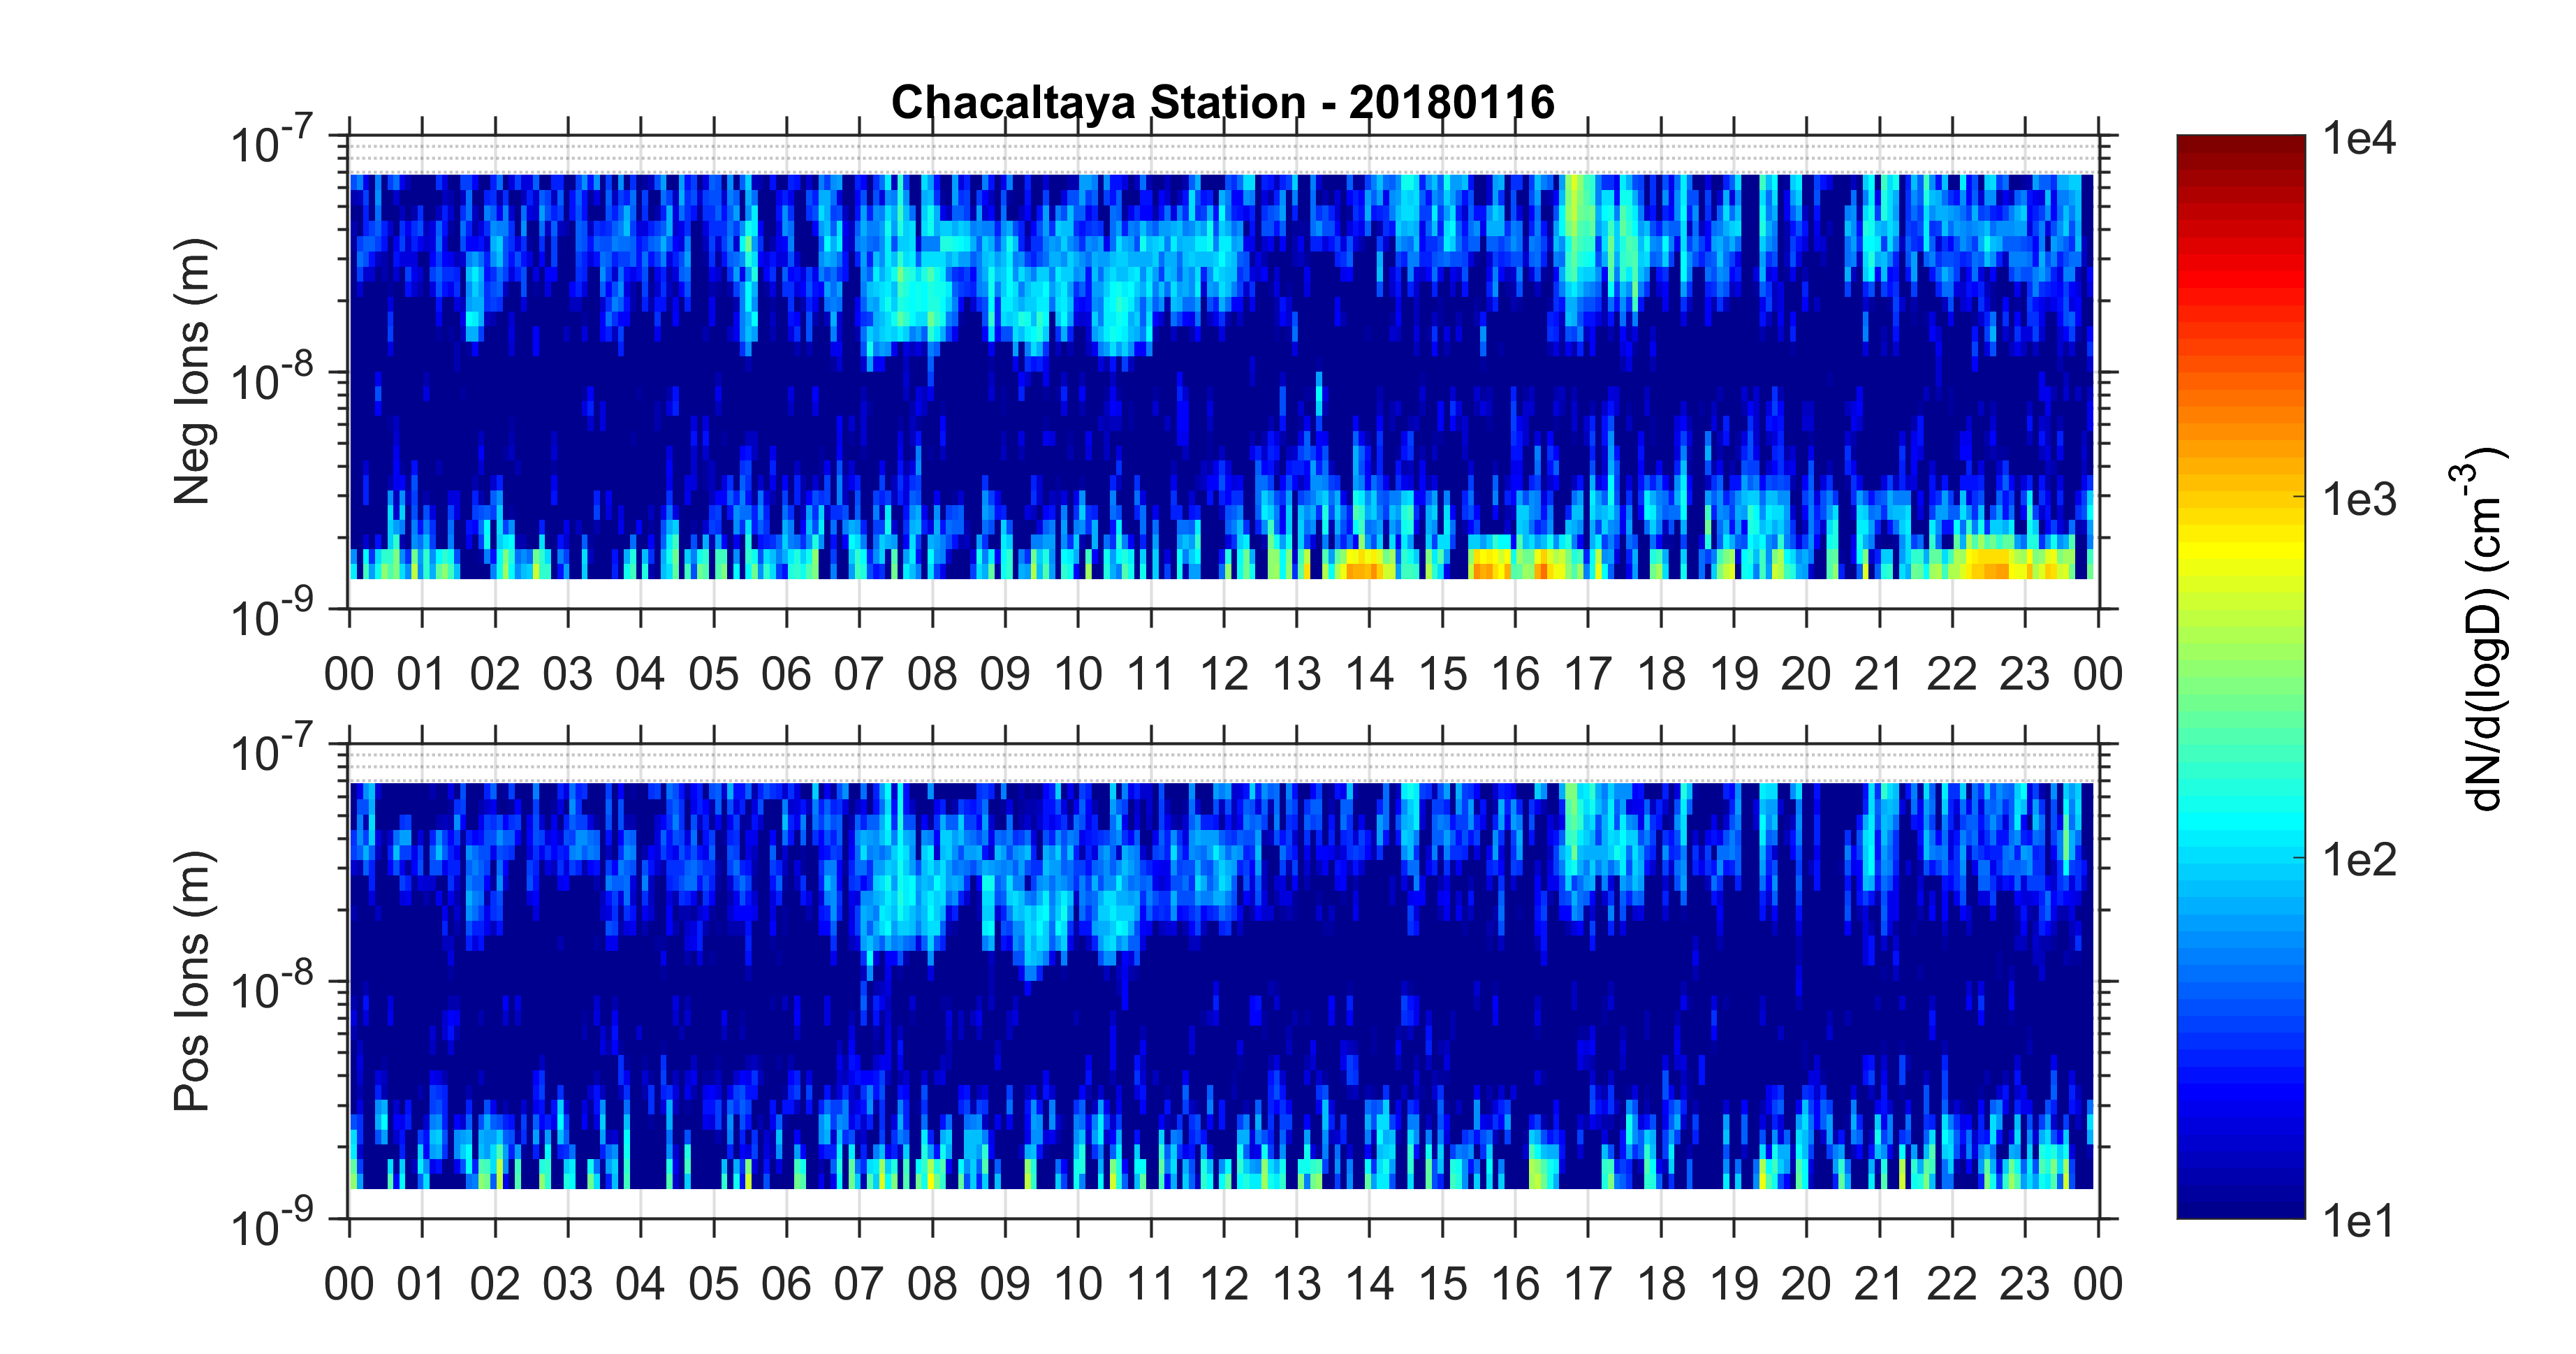 Chacaltaya Station - 20180116
10-7
10-8
10-9
Neg Ions (m)
00 01 02 03 04 05 06 07 08 09 10 11 12 13 14 15 16 17 18 19 20 21 22 23 00
10-7
10-8
10-9
Pos Ions (m)
00 01 02 03 04 05 06 07 08 09 10 11 12 13 14 15 16 17 18 19 20 21 22 23 00
1e4
1e3
1e2
1e1
dN/d(logD) (cm-3)